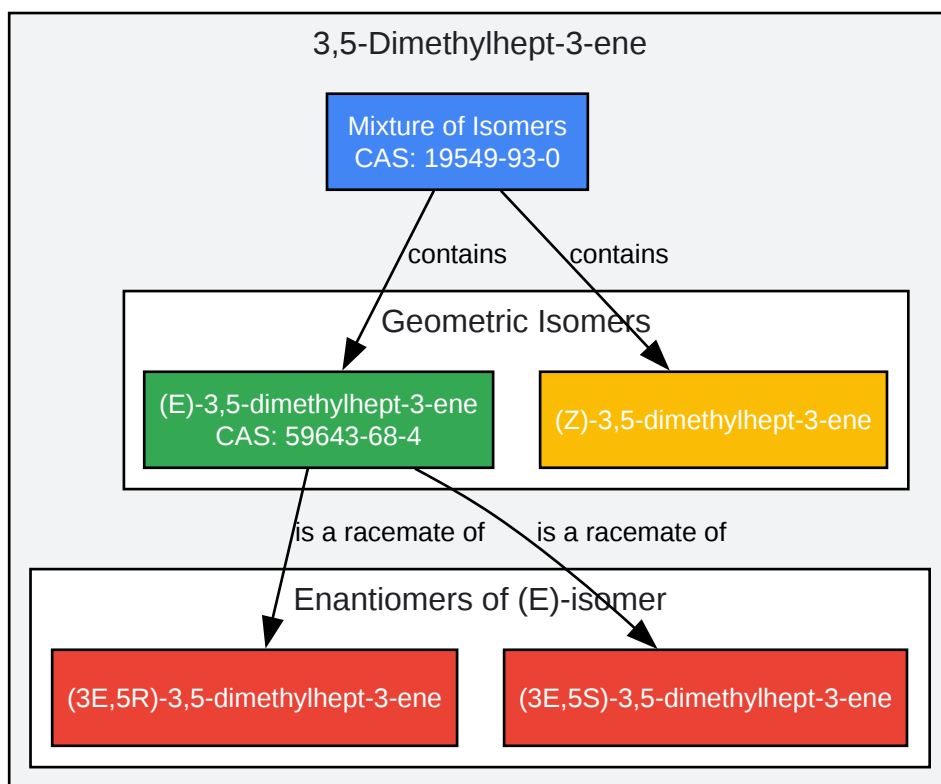 3,5-Dimethylhept-3-ene
Mixture of Isomers
CAS: 19549-93-0
contains
contains
Geometric Isomers
(E)-3,5-dimethylhept-3-ene
CAS: 59643-68-4
(Z)-3,5-dimethylhept-3-ene
is a racemate of
is a racemate of
Enantiomers of (E)-isomer
(3E,5R)-3,5-dimethylhept-3-ene
(3E,5S)-3,5-dimethylhept-3-ene